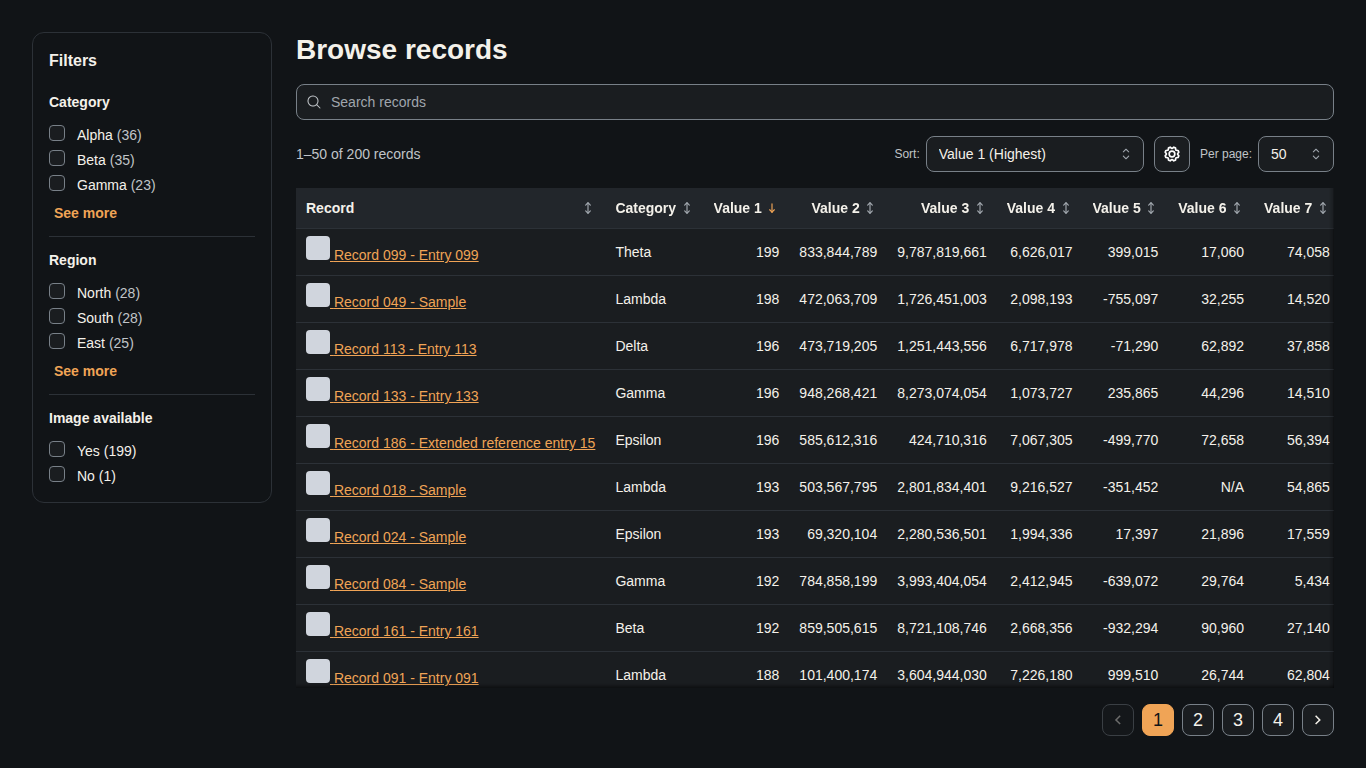 Filters
Category
Alpha (36)
Beta (35)
Gamma (23)
See more
Region
North (28)
South (28)
East (25)
See more
Image available
Yes (199)
No (1)
Browse records
Search records
1–50 of 200 records Sort: Value 1 (Highest) Per page: 50
Record Category Value 1 Value 2 Value 3 Value 4 Value 5 Value 6 Value 7
Record 099 - Entry 099 Theta 199 833,844,789 9,787,819,661 6,626,017 399,015 17,060 74,058
Record 049 - Sample Lambda 198 472,063,709 1,726,451,003 2,098,193 -755,097 32,255 14,520
Record 113 - Entry 113 Delta 196 473,719,205 1,251,443,556 6,717,978 -71,290 62,892 37,858
Record 133 - Entry 133 Gamma 196 948,268,421 8,273,074,054 1,073,727 235,865 44,296 14,510
Record 186 - Extended reference entry 15 Epsilon 196 585,612,316 424,710,316 7,067,305 -499,770 72,658 56,394
Record 018 - Sample Lambda 193 503,567,795 2,801,834,401 9,216,527 -351,452 N/A 54,865
Record 024 - Sample Epsilon 193 69,320,104 2,280,536,501 1,994,336 17,397 21,896 17,559
Record 084 - Sample Gamma 192 784,858,199 3,993,404,054 2,412,945 -639,072 29,764 5,434
Record 161 - Entry 161 Beta 192 859,505,615 8,721,108,746 2,668,356 -932,294 90,960 27,140
Record 091 - Entry 091 Lambda 188 101,400,174 3,604,944,030 7,226,180 999,510 26,744 62,804
1 2 3 4